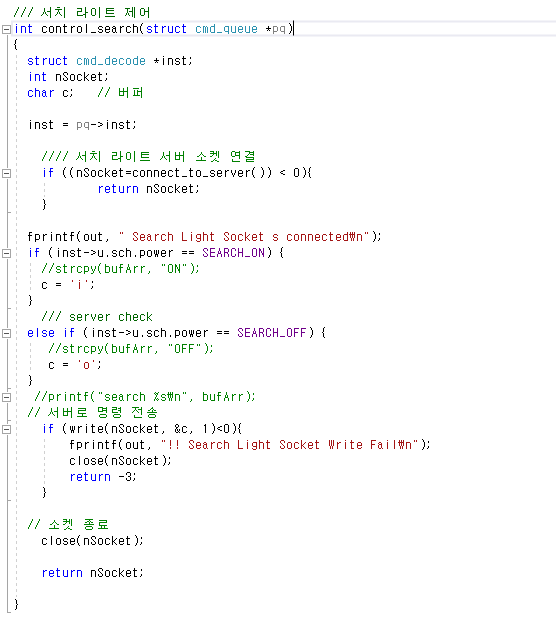 /// 서치 라이트 제어
int control_search(struct cmd_queue *pq)
{
struct cmd_decode *inst;
int nSocket;
char c;   // 버퍼
inst = pq->inst;
//// 서치 라이트 서버 소켓 연결
if ((nSocket=connect_to_server()) < 0){
return nSocket;
}
fprintf(out, " Search Light Socket s connected₩n");
if (inst->u.sch.power == SEARCH_ON) {
//strcpy(bufArr, "ON");
c = 'i';
}
/// server check
else if (inst->u.sch.power == SEARCH_OFF) {
//strcpy(bufArr, "OFF");
c = 'o';
}
//printf("search %s₩n", bufArr);
// 서버로 명령 전송
if (write(nSocket, &c, 1)<0){
fprintf(out, "!! Search Light Socket Write Fail₩n");
close(nSocket);
return -3;
}
// 소켓 종료
close(nSocket);
return nSocket;
}